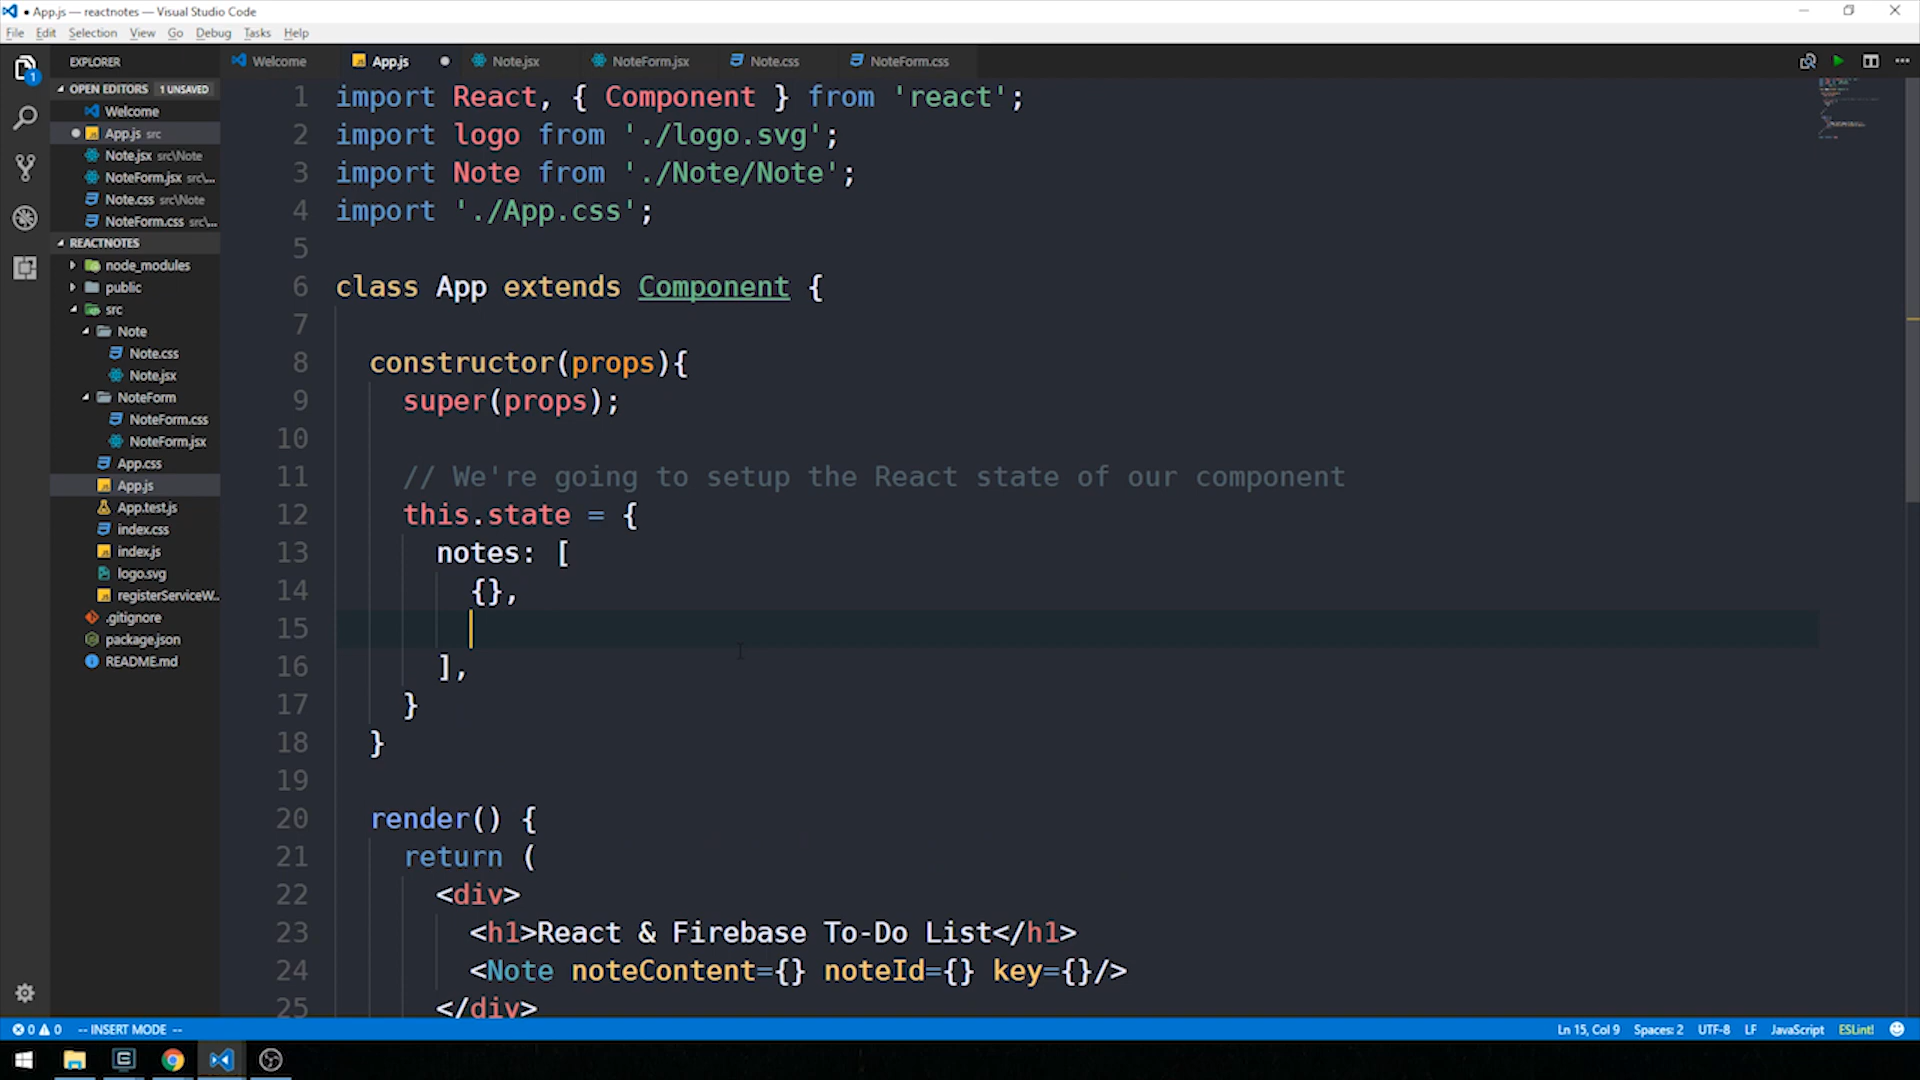 App.js — reactnotes — Visual Studio Code
File Edit Selection View Go Debug Tasks Help
EXPLORER
Welcome App.js Note.jsx NoteForm.jsx Note.css NoteForm.css
1
OPEN EDITORS 1 UNSAVED
Welcome
App.js src
Note.jsx src\Note
NoteForm.jsx src\...
Note.css src\Note
NoteForm.css src\...
REACTNOTES
node_modules
public
src
Note
Note.css
Note.jsx
NoteForm
NoteForm.css
NoteForm.jsx
App.css
App.js
App.test.js
index.css
index.js
logo.svg
registerServiceW...
.gitignore
package.json
README.md
1 import React, { Component } from 'react';
2 import logo from './logo.svg';
3 import Note from './Note/Note';
4 import './App.css';
5
6 class App extends Component {
7
8 constructor(props){
9 super(props);
10
11 // We're going to setup the React state of our component
12 this.state = {
13 notes: [
14 {},
15
16 ],
17 }
18 }
19
20 render() {
21 return (
22 <div>
23 <h1>React & Firebase To-Do List</h1>
24 <Note noteContent={} noteId={} key={}/>
25 </div>
0 0 -- INSERT MODE -- Ln 15, Col 9 Spaces: 2 UTF-8 LF JavaScript ESLint!